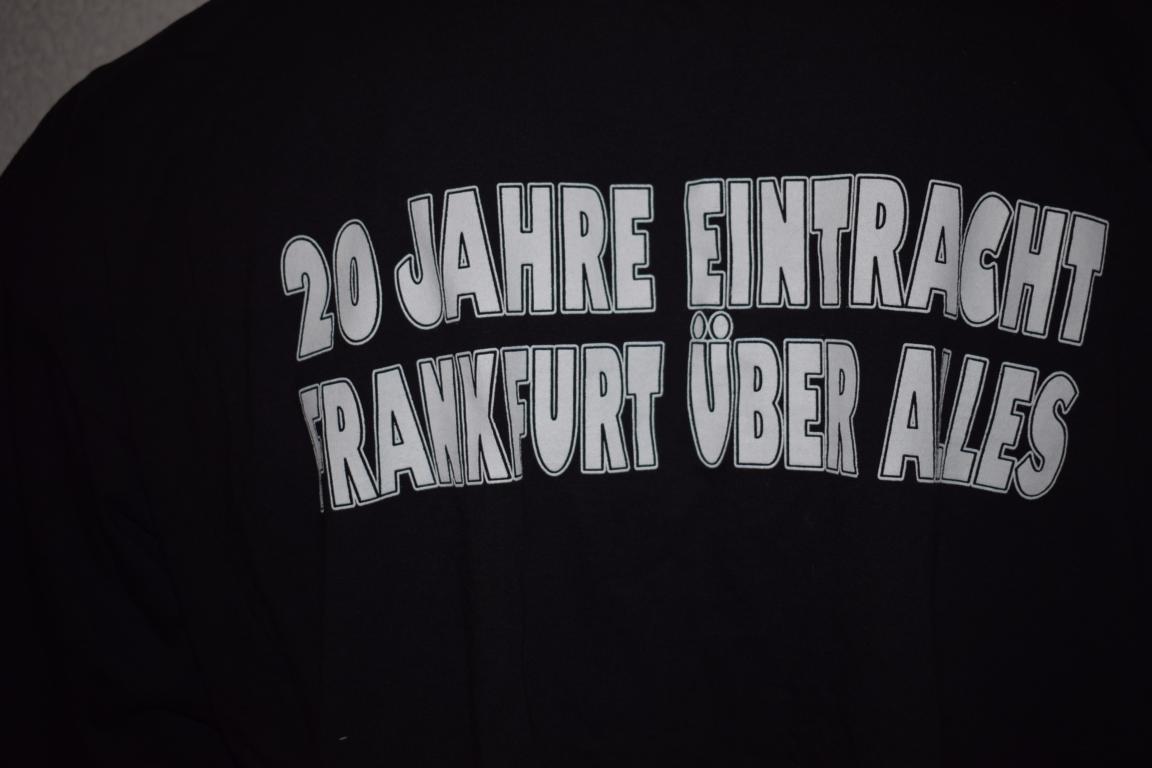 20 JAHRE EINTRACHT
FRANKFURT ÜBER ALLES